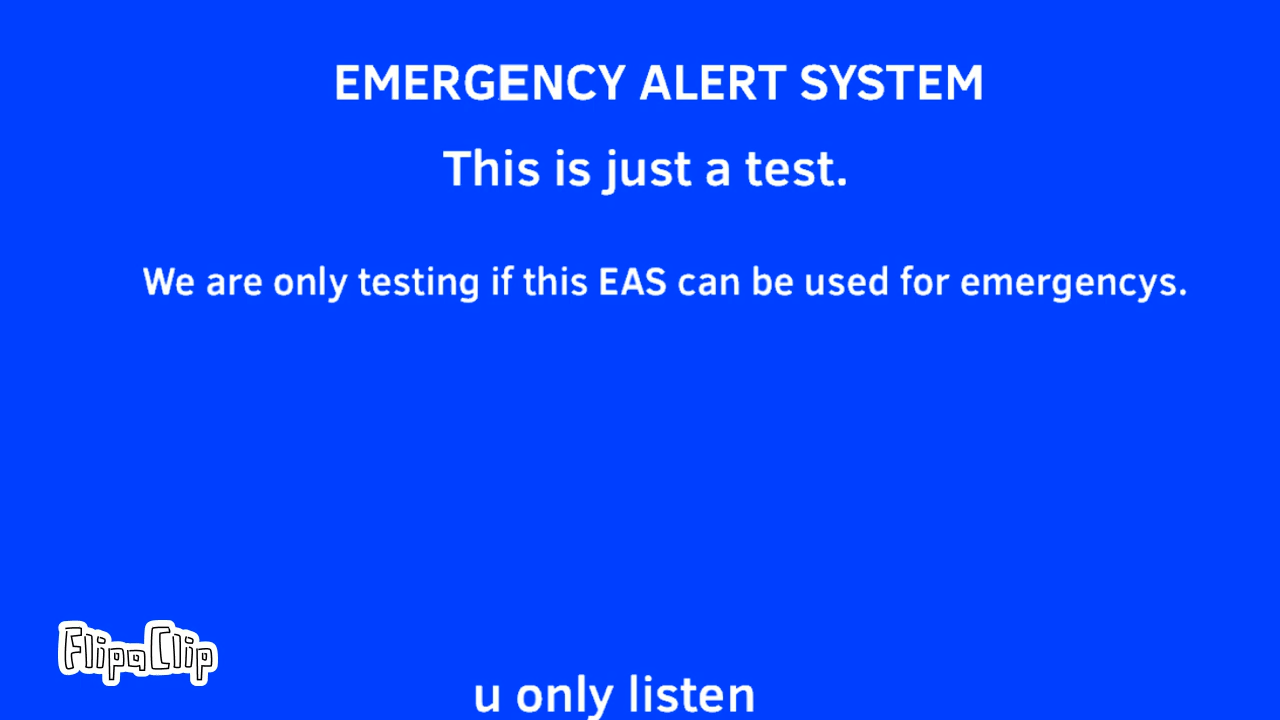 EMERGENCY ALERT SYSTEM
This is just a test.
We are only testing if this EAS can be used for emergencys.
FlipaClip
u only listen